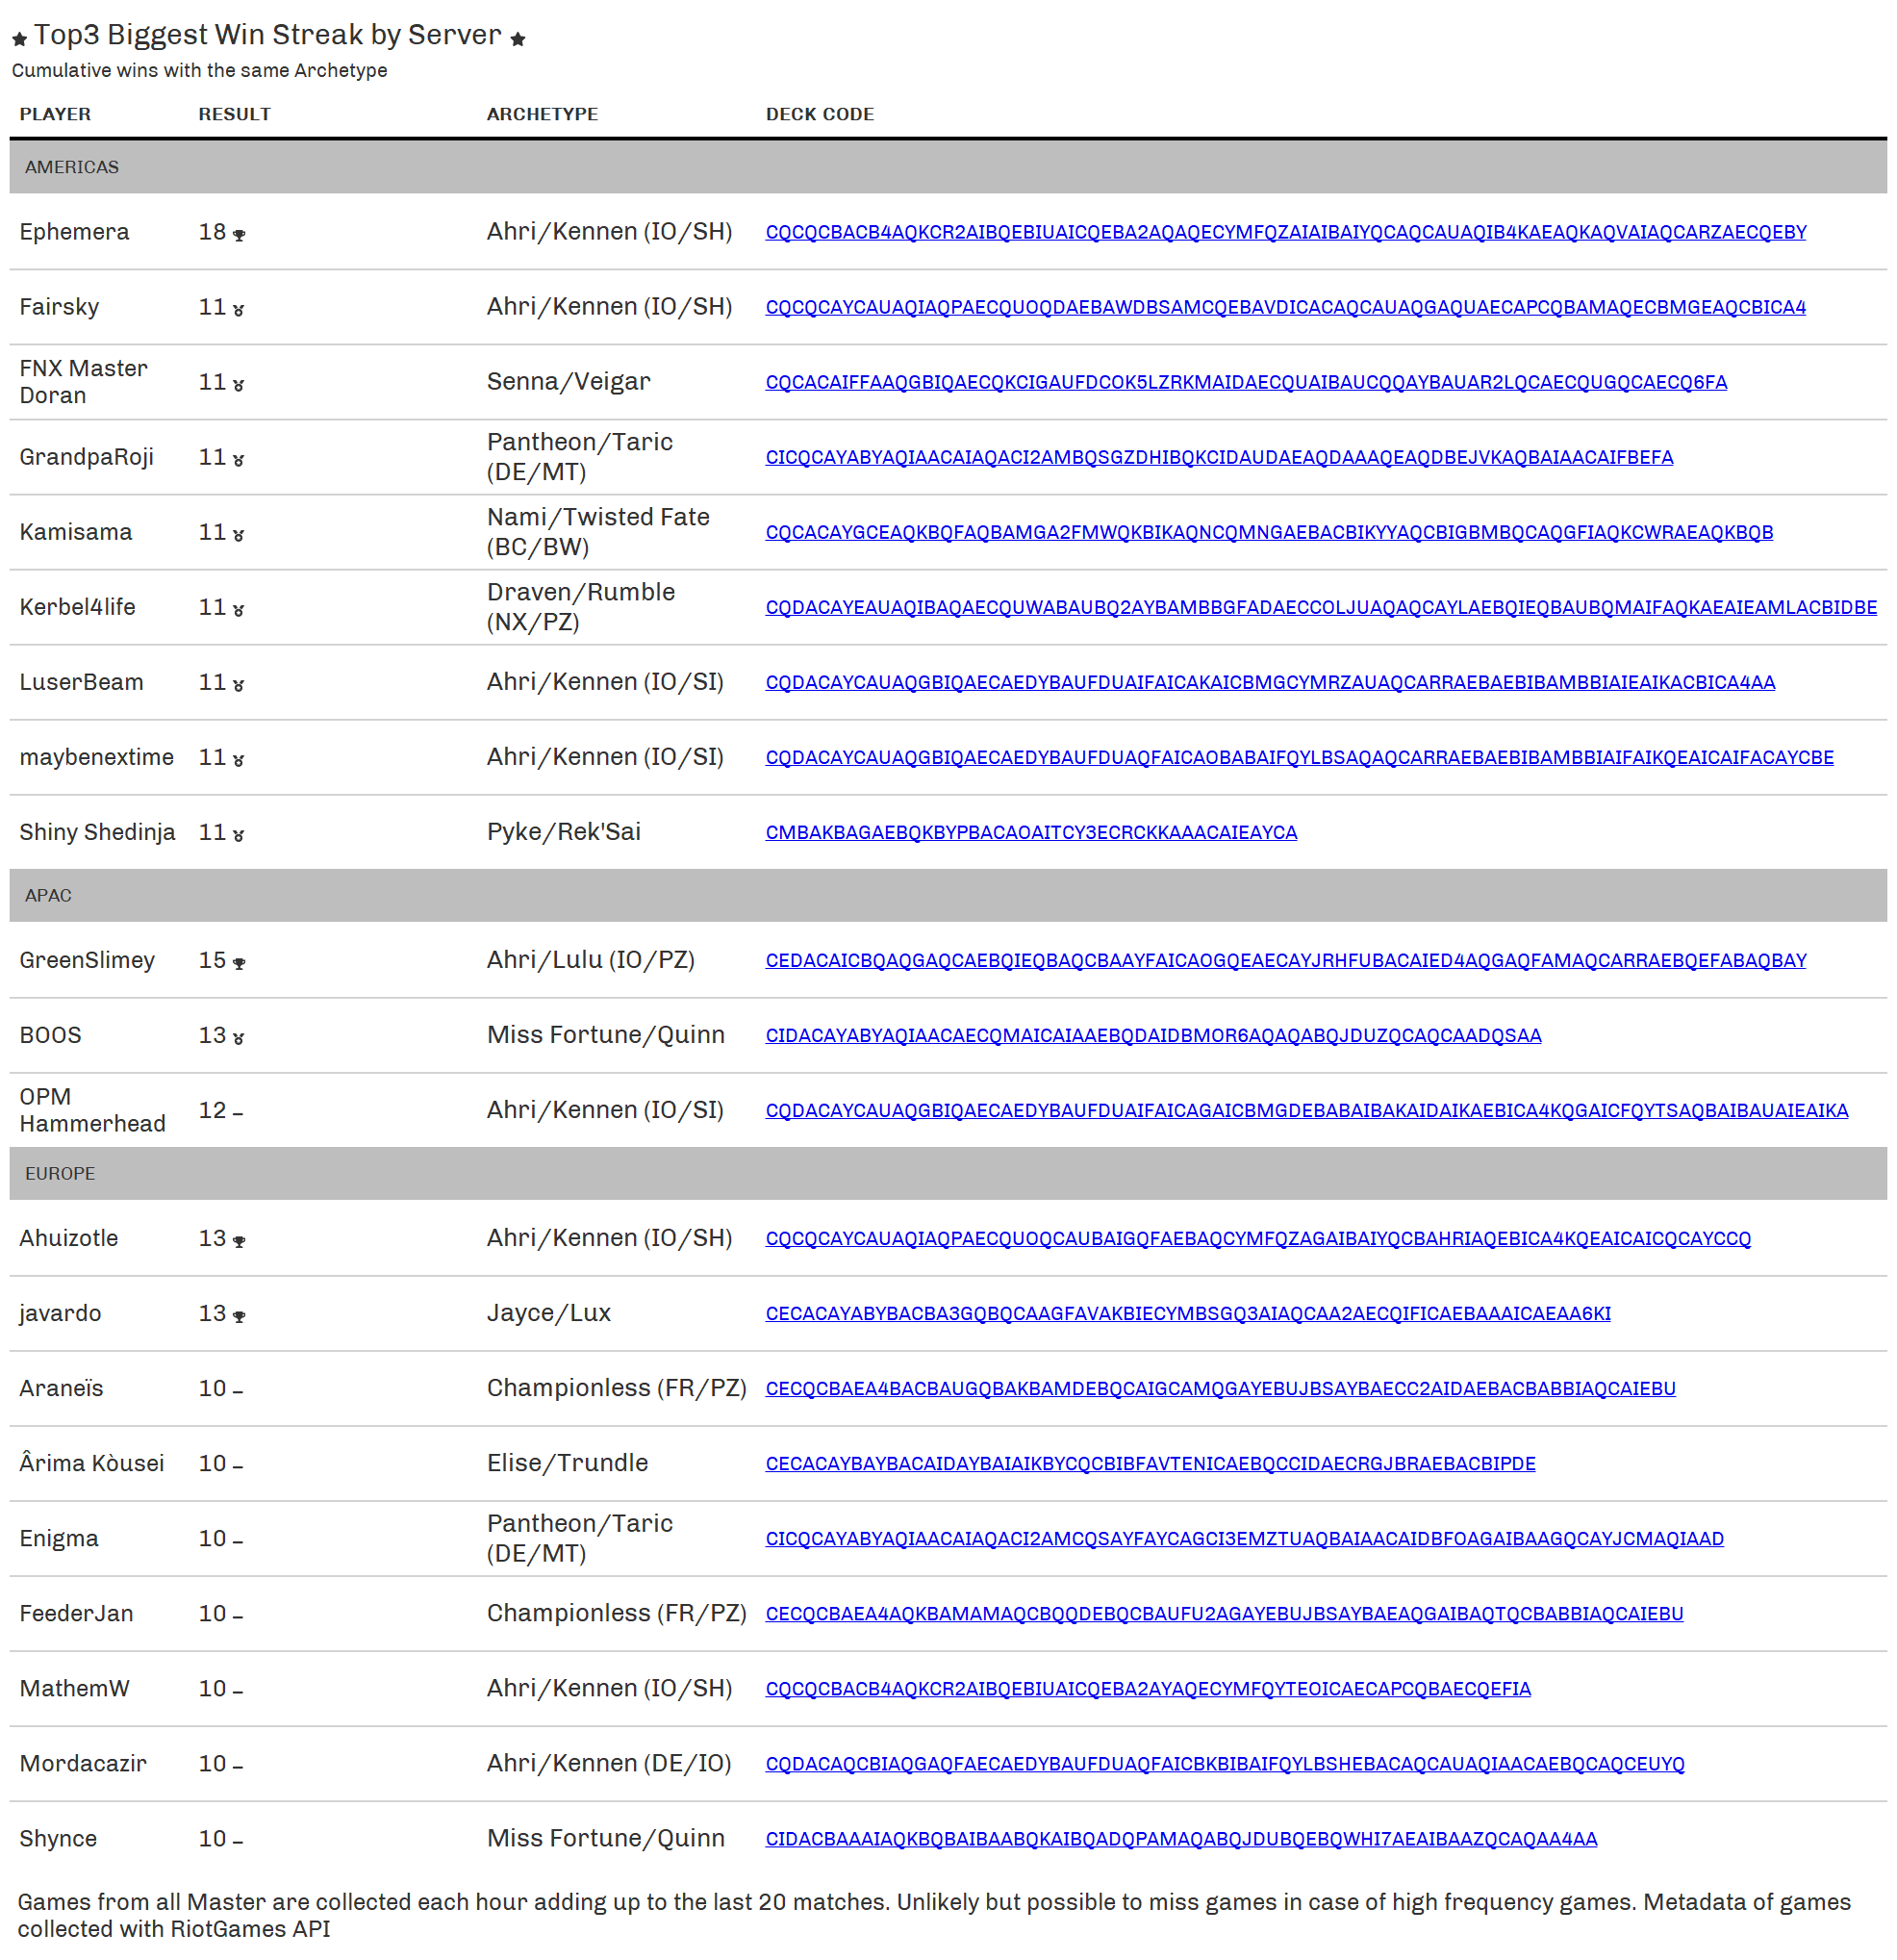 ★ Top3 Biggest Win Streak by Server ★
Cumulative wins with the same Archetype
PLAYER RESULT ARCHETYPE DECK CODE
AMERICAS
Ephemera 18 Ahri/Kennen (IO/SH) CQCQCBACB4AQKCR2AIBQEBIUAICQEBA2AQAQECYMFQZAIAIBAIYQCAQCAUAQIB4KAEAQKAQVAIAQCARZAECQEBY
Fairsky 11 Ahri/Kennen (IO/SH) CQCQCAYCAUAQIAQPAECQUOQDAEBAWDBSAMCQEBAVDICACAQCAUAQGAQUAECAPCQBAMAQECBMGEAQCBICA4
FNX Master
Doran 11 Senna/Veigar CQCACAIFFAAQGBIQAECQKCIGAUFDCOK5LZRKMAIDAECQUAIBAUCQQAYBAUAR2LQCAECQUGQCAECQ6FA
GrandpaRoji 11 Pantheon/Taric
(DE/MT) CICQCAYABYAQIAACAIAQACI2AMBQSGZDHIBQKCIDAUDAEAQDAAAQEAQDBEJVKAQBAIAACAIFBEFA
Kamisama 11 Nami/Twisted Fate
(BC/BW) CQCACAYGCEAQKBQFAQBAMGA2FMWQKBIKAQNCQMNGAEBACBIKYYAQCBIGBMBQCAQGFIAQKCWRAEAQKBQB
Kerbel4life 11 Draven/Rumble
(NX/PZ) CQDACAYEAUAQIBAQAECQUWABAUBQ2AYBAMBBGFADAECCOLJUAQAQCAYLAEBQIEQBAUBQMAIFAQKAEAIEAMLACBIDBE
LuserBeam 11 Ahri/Kennen (IO/SI) CQDACAYCAUAQGBIQAECAEDYBAUFDUAIFAICAKAICBMGCYMRZAUAQCARRAEBAEBIBAMBBIAIEAIKACBICA4AA
maybenextime 11 Ahri/Kennen (IO/SI) CQDACAYCAUAQGBIQAECAEDYBAUFDUAQFAICAOBABAIFQYLBSAQAQCARRAEBAEBIBAMBBIAIFAIKQEAICAIFACAYCBE
Shiny Shedinja 11 Pyke/Rek'Sai CMBAKBAGAEBQKBYPBACAOAITCY3ECRCKKAAACAIEAYCA
APAC
GreenSlimey 15 Ahri/Lulu (IO/PZ) CEDACAICBQAQGAQCAEBQIEQBAQCBAAYFAICAOGQEAECAYJRHFUBACAIED4AQGAQFAMAQCARRAEBQEFABAQBAY
BOOS 13 Miss Fortune/Quinn CIDACAYABYAQIAACAECQMAICAIAAEBQDAIDBMOR6AQAQABQJDUZQCAQCAADQSAA
OPM
Hammerhead 12 – Ahri/Kennen (IO/SI) CQDACAYCAUAQGBIQAECAEDYBAUFDUAIFAICAGAICBMGDEBABAIBAKAIDAIKAEBICA4KQGAICFQYTSAQBAIBAUAIEAIKA
EUROPE
Ahuizotle 13 Ahri/Kennen (IO/SH) CQCQCAYCAUAQIAQPAECQUOQCAUBAIGQFAEBAQCYMFQZAGAIBAIYQCBAHRIAQEBICA4KQEAICAICQCAYCCQ
javardo 13 Jayce/Lux CECACAYABYBACBA3GQBQCAAGFAVAKBIECYMBSGQ3AIAQCAA2AECQIFICAEBAAAICAEAA6KI
Araneïs 10 – Championless (FR/PZ) CECQCBAEA4BACBAUGQBAKBAMDEBQCAIGCAMQGAYEBUJBSAYBAECC2AIDAEBACBABBIAQCAIEBU
Ârima Kòusei 10 – Elise/Trundle CECACAYBAYBACAIDAYBAIAIKBYCQCBIBFAVTENICAEBQCCIDAECRGJBRAEBACBIPDE
Enigma 10 – Pantheon/Taric
(DE/MT) CICQCAYABYAQIAACAIAQACI2AMCQSAYFAYCAGCI3EMZTUAQBAIAACAIDBFOAGAIBAAGQCAYJCMAQIAAD
FeederJan 10 – Championless (FR/PZ) CECQCBAEA4AQKBAMAMAQCBQQDEBQCBAUFU2AGAYEBUJBSAYBAEAQGAIBAQTQCBABBIAQCAIEBU
MathemW 10 – Ahri/Kennen (IO/SH) CQCQCBACB4AQKCR2AIBQEBIUAICQEBA2AYAQECYMFQYTEOICAECAPCQBAECQEFIA
Mordacazir 10 – Ahri/Kennen (DE/IO) CQDACAQCBIAQGAQFAECAEDYBAUFDUAQFAICBKBIBAIFQYLBSHEBACAQCAUAQIAACAEBQCAQCEUYQ
Shynce 10 – Miss Fortune/Quinn CIDACBAAAIAQKBQBAIBAABQKAIBQADQPAMAQABQJDUBQEBQWHI7AEAIBAAZQCAQAA4AA
Games from all Master are collected each hour adding up to the last 20 matches. Unlikely but possible to miss games in case of high frequency games. Metadata of games
collected with RiotGames API